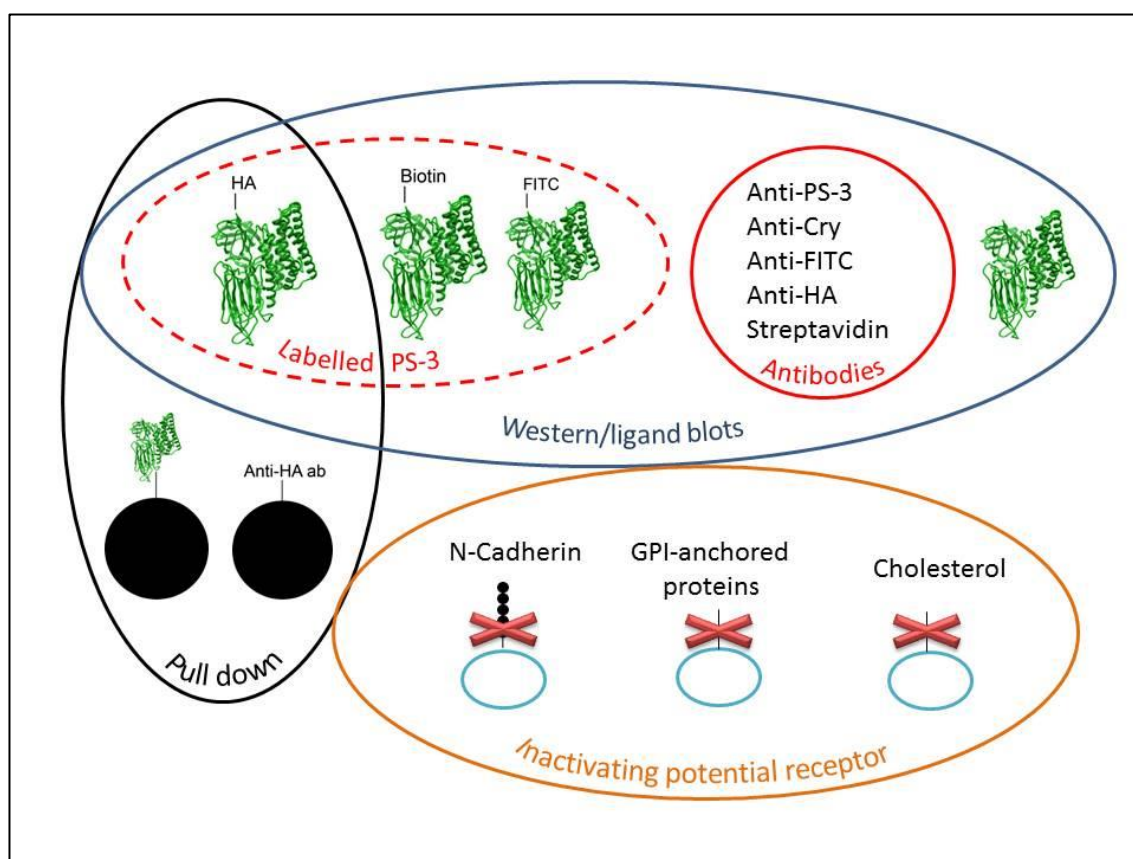 HA
Biotin
FITC
Labelled PS-3
Anti-PS-3
Anti-Cry
Anti-FITC
Anti-HA
Streptavidin
Antibodies
Western/ligand blots
Anti-HA ab
Pull down
N-Cadherin
GPI-anchored
proteins
Cholesterol
Inactivating potential receptor